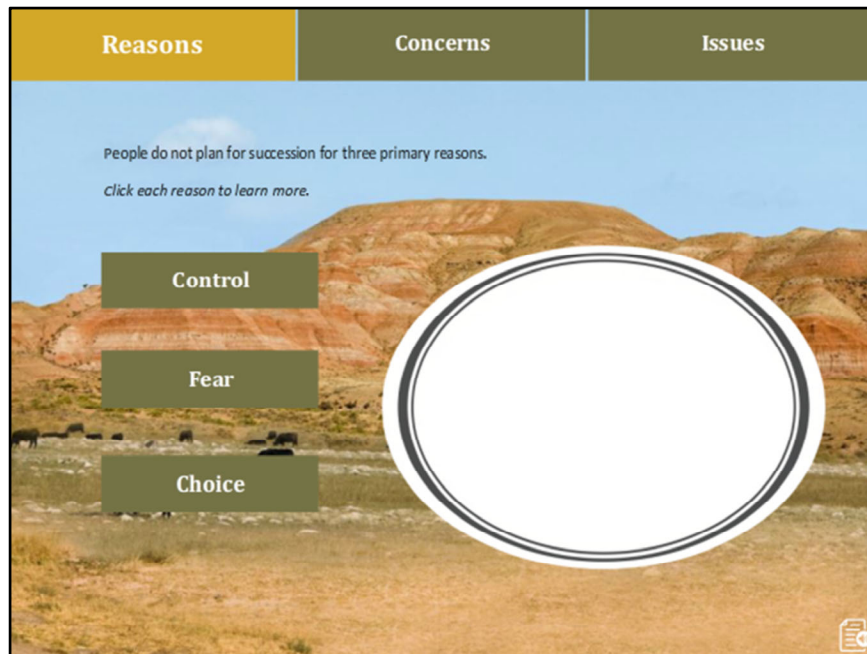 Reasons
Concerns
Issues
People do not plan for succession for three primary reasons.
Click each reason to learn more.
Control
Fear
Choice